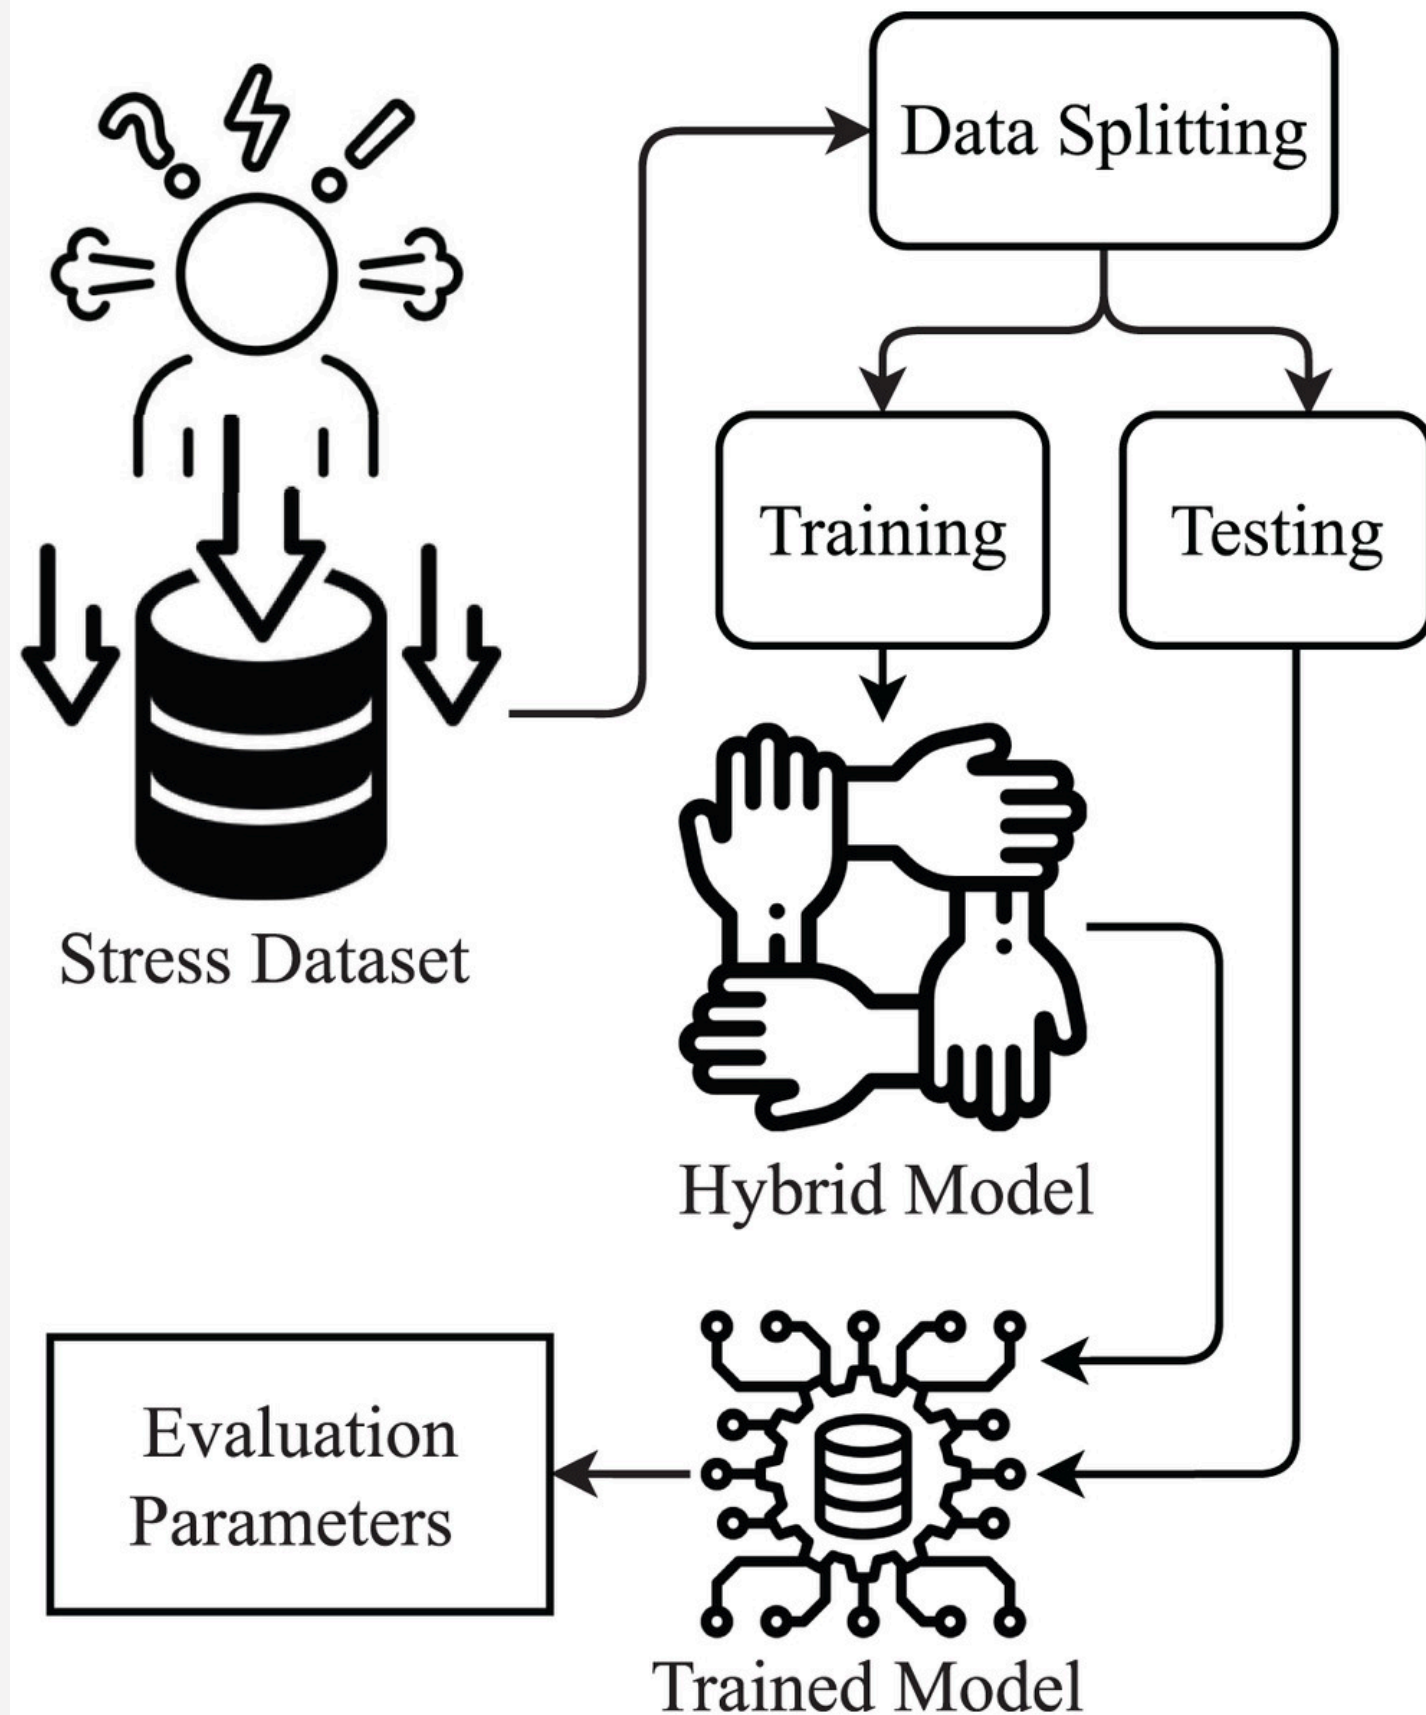 Data Splitting
Training
Testing
Stress Dataset
Hybrid Model
Evaluation
Parameters
Trained Model